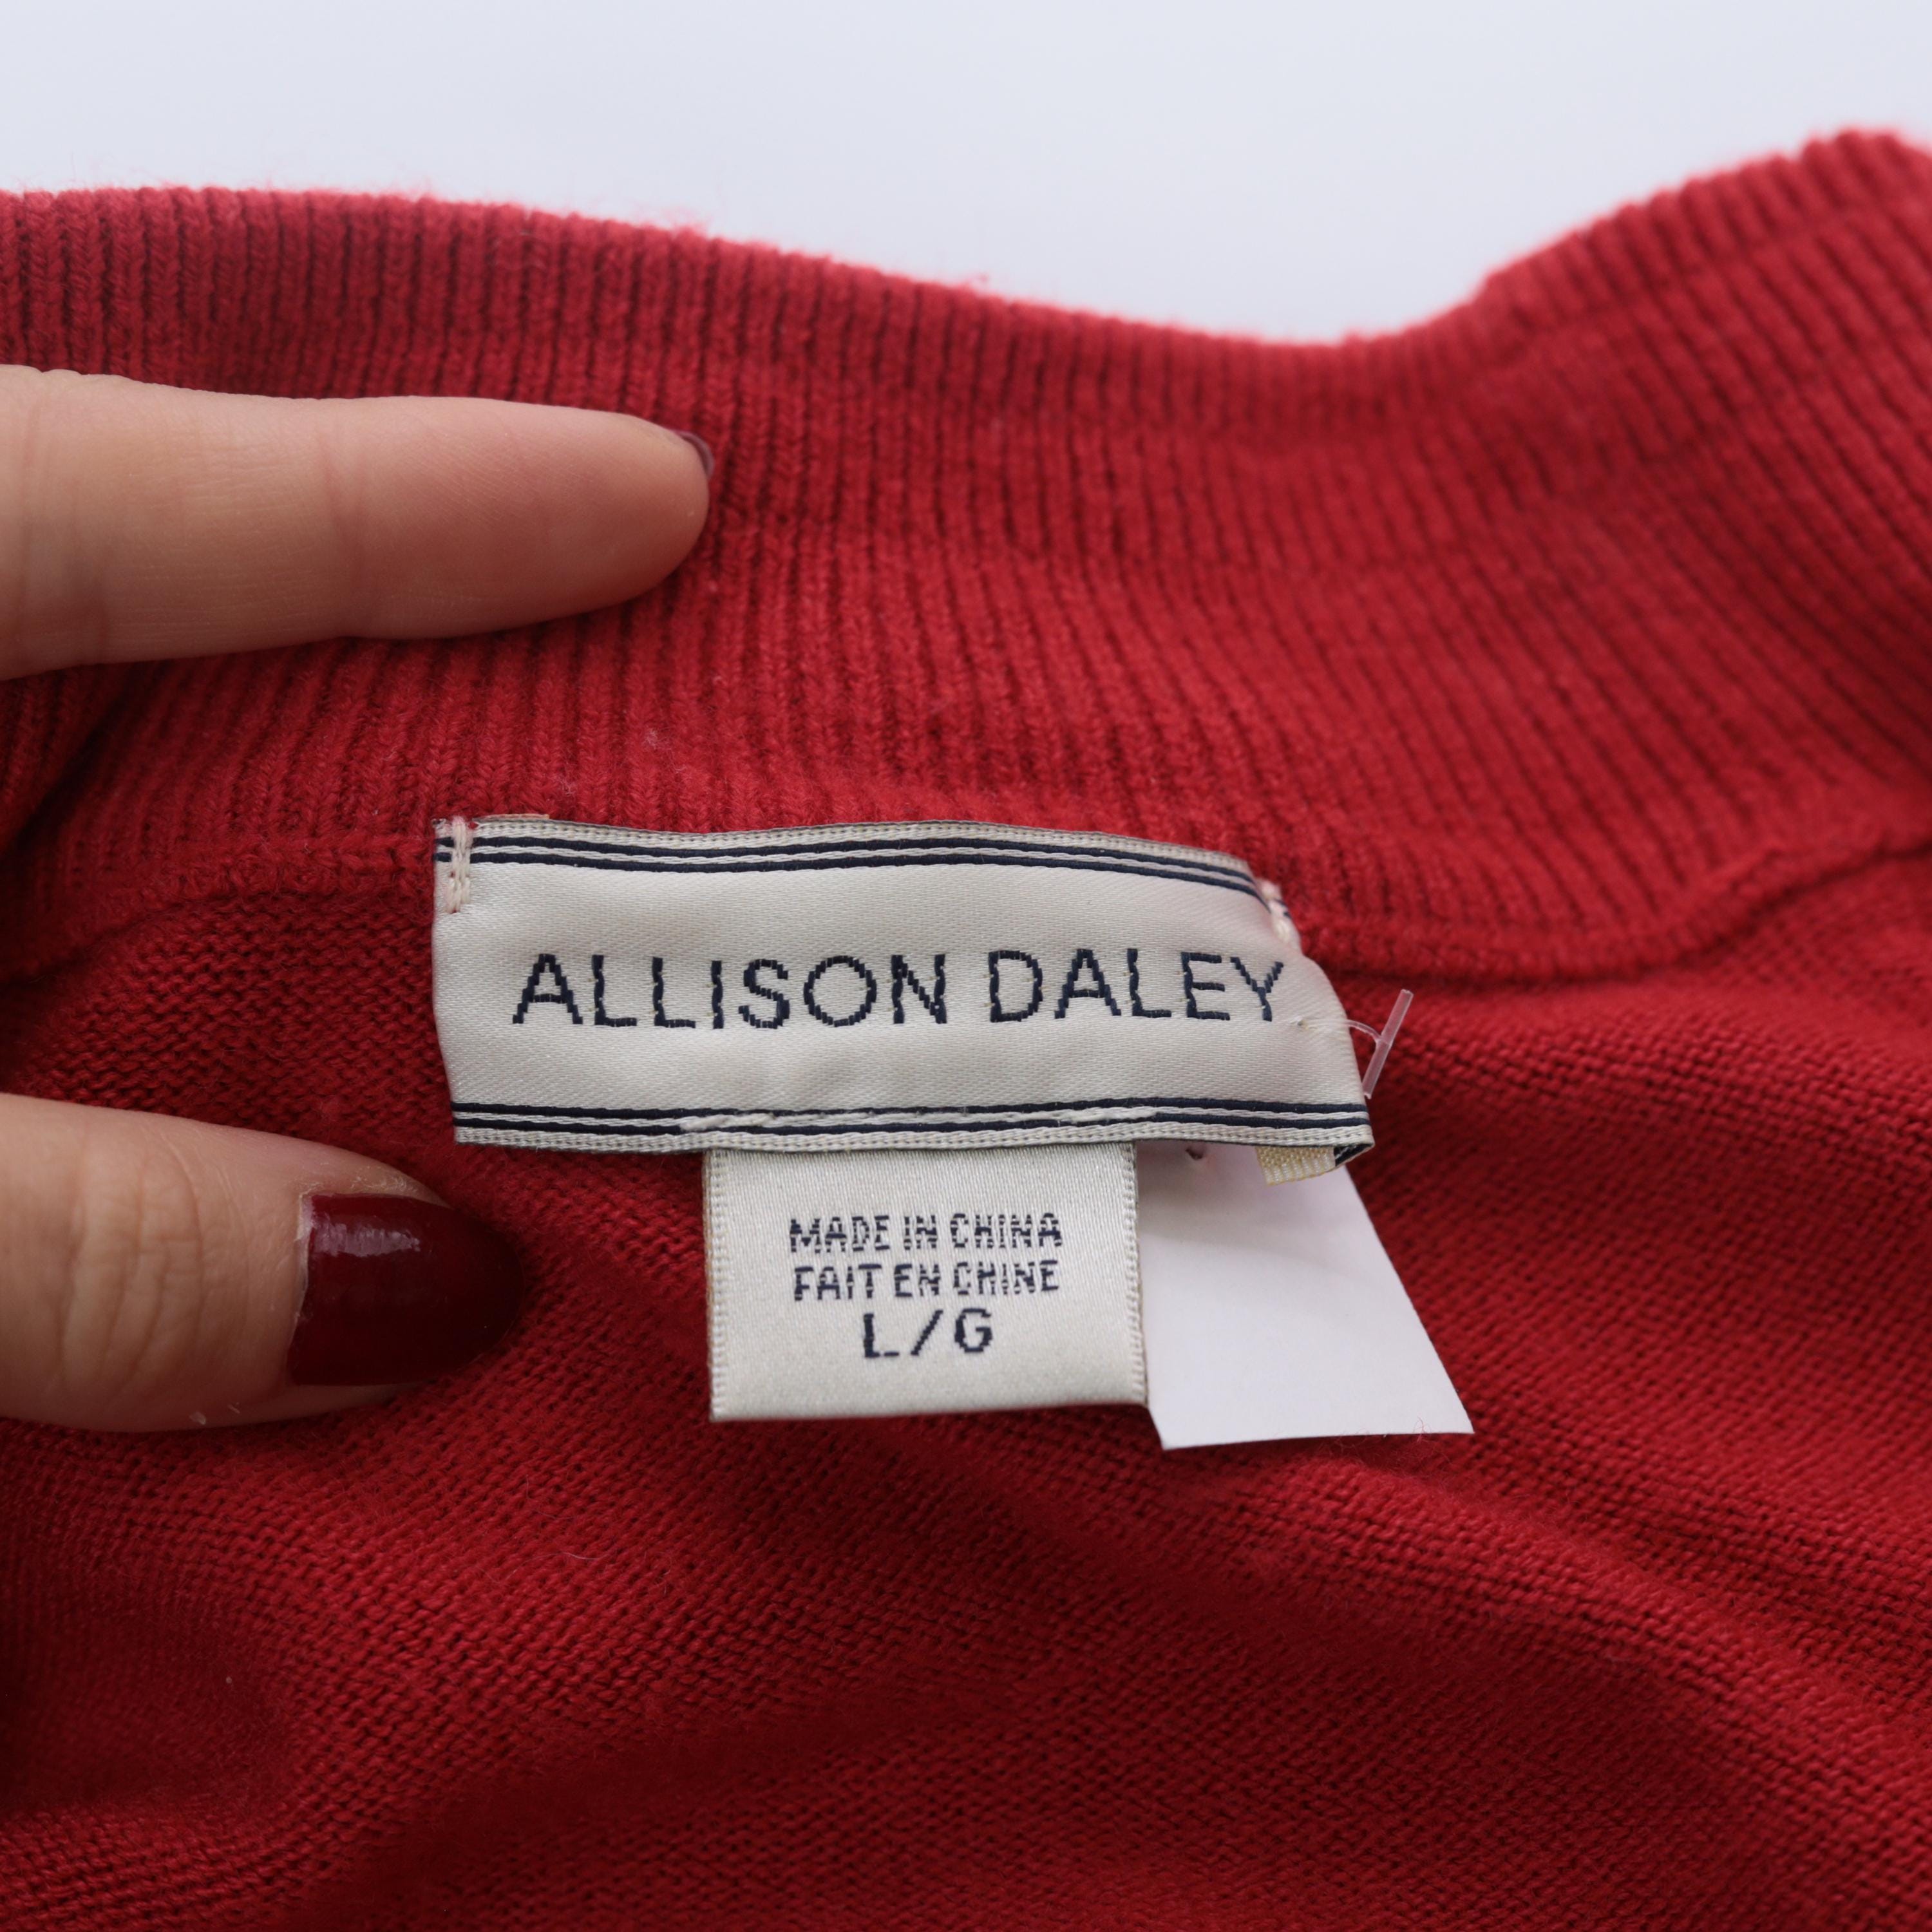 ALLISON DALEY
MADE IN CHINA
FAIT EN CHINE
L/G